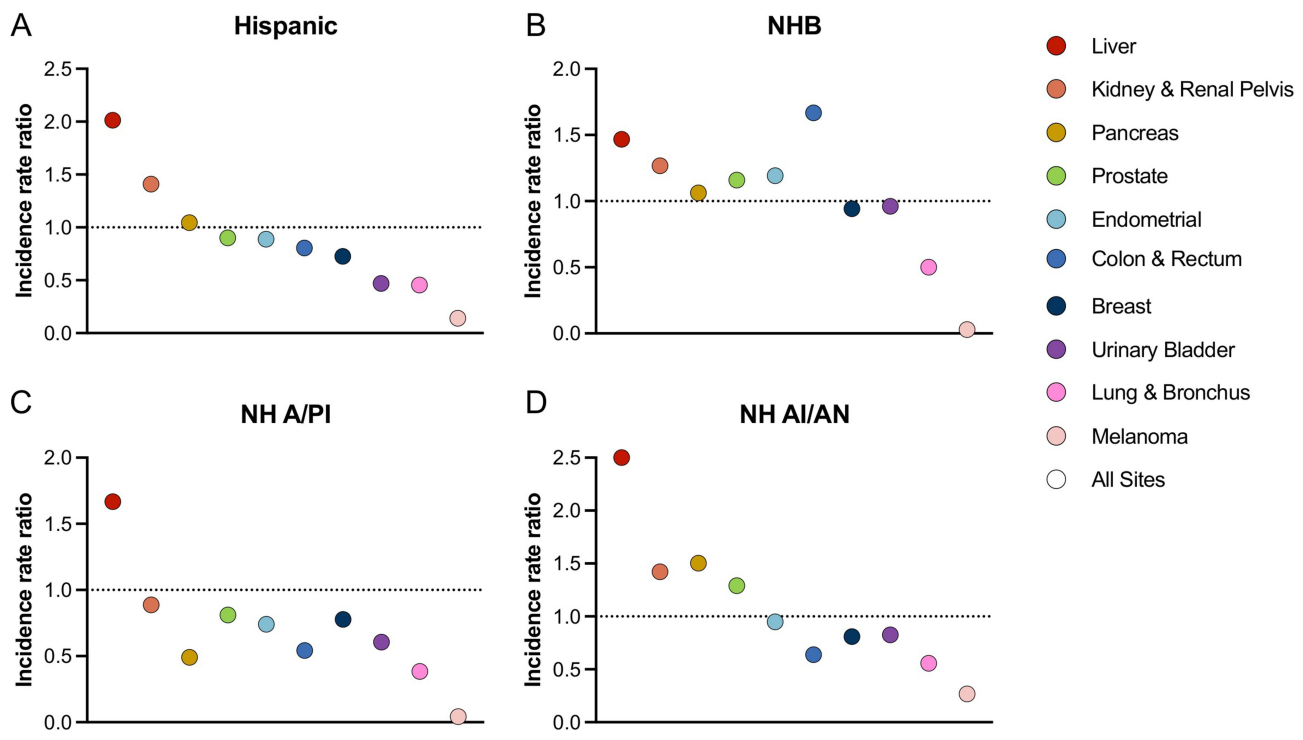 A
Hispanic
Incidence rate ratio
2.5
2.0
1.5
1.0
0.5
0.0
B
NHB
Incidence rate ratio
2.0
1.5
1.0
0.5
0.0
Liver
Kidney & Renal Pelvis
Pancreas
Prostate
Endometrial
Colon & Rectum
Breast
Urinary Bladder
Lung & Bronchus
Melanoma
All Sites
C
NH A/PI
Incidence rate ratio
2.0
1.5
1.0
0.5
0.0
D
NH AI/AN
Incidence rate ratio
2.5
2.0
1.5
1.0
0.5
0.0